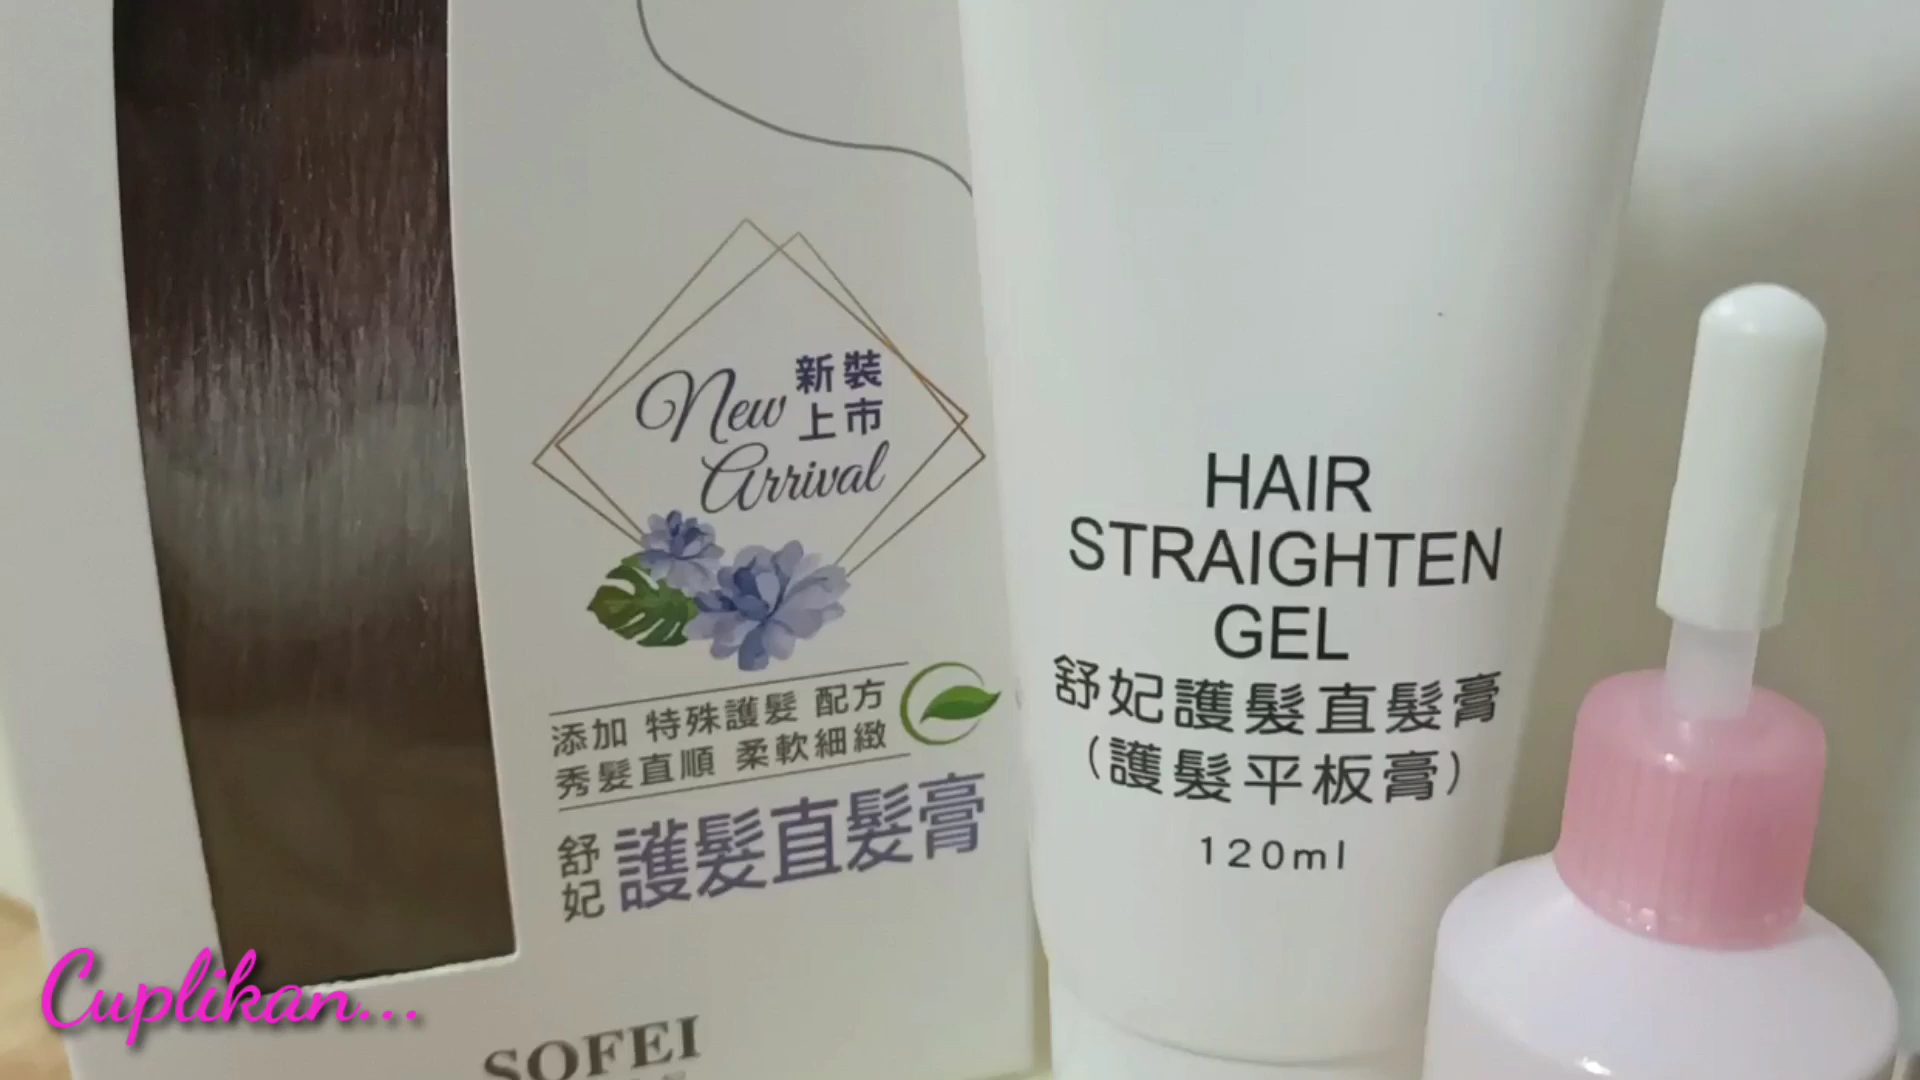 New 新裝
上市
Arrival
添加 特殊護髮 配方
秀髮直順 柔軟細緻
舒妃 護髮直髮膏
SOFEI
HAIR
STRAIGHTEN
GEL
舒妃護髮直髮膏
(護髮平板膏)
120ml
Cuplikan...